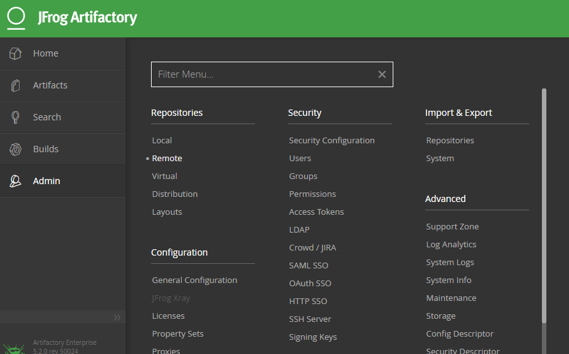 JFrog Artifactory
Home
Artifacts
Search
Builds
Admin
Artifactory Enterprise
5.2.0 rev 50024
Filter Menu...
Repositories
Local
Remote
Virtual
Distribution
Layouts
Configuration
General Configuration
JFrog Xray
Licenses
Property Sets
Proxies
Security
Security Configuration
Users
Groups
Permissions
Access Tokens
LDAP
Crowd / JIRA
SAML SSO
OAuth SSO
HTTP SSO
SSH Server
Signing Keys
Import & Export
Repositories
System
Advanced
Support Zone
Log Analytics
System Logs
System Info
Maintenance
Storage
Config Descriptor
Security Descriptor